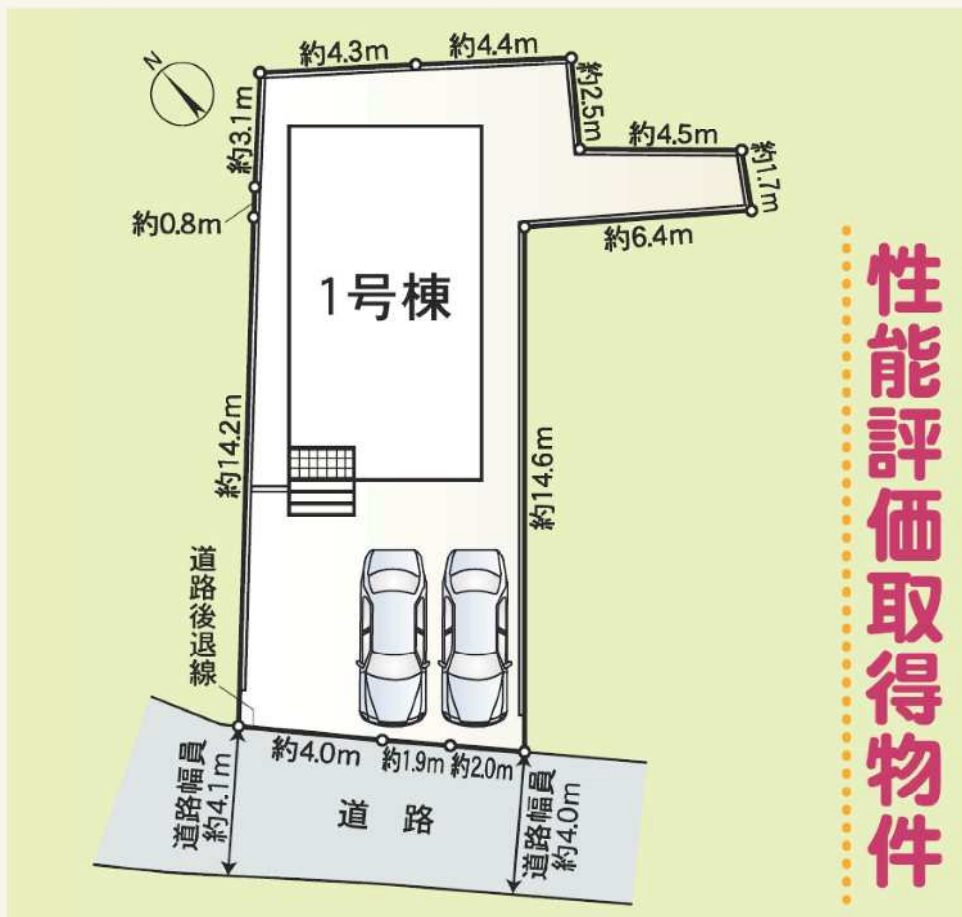 N
約4.3m
約4.4m
約2.5m
約4.5m
約1.7m
約6.4m
約3.1m
約0.8m
1号棟
約14.2m
約14.6m
道路後退線
約4.0m
約1.9m
約2.0m
道路幅員
約4.1m
道路
道路幅員
約4.0m
性能評価取得物件